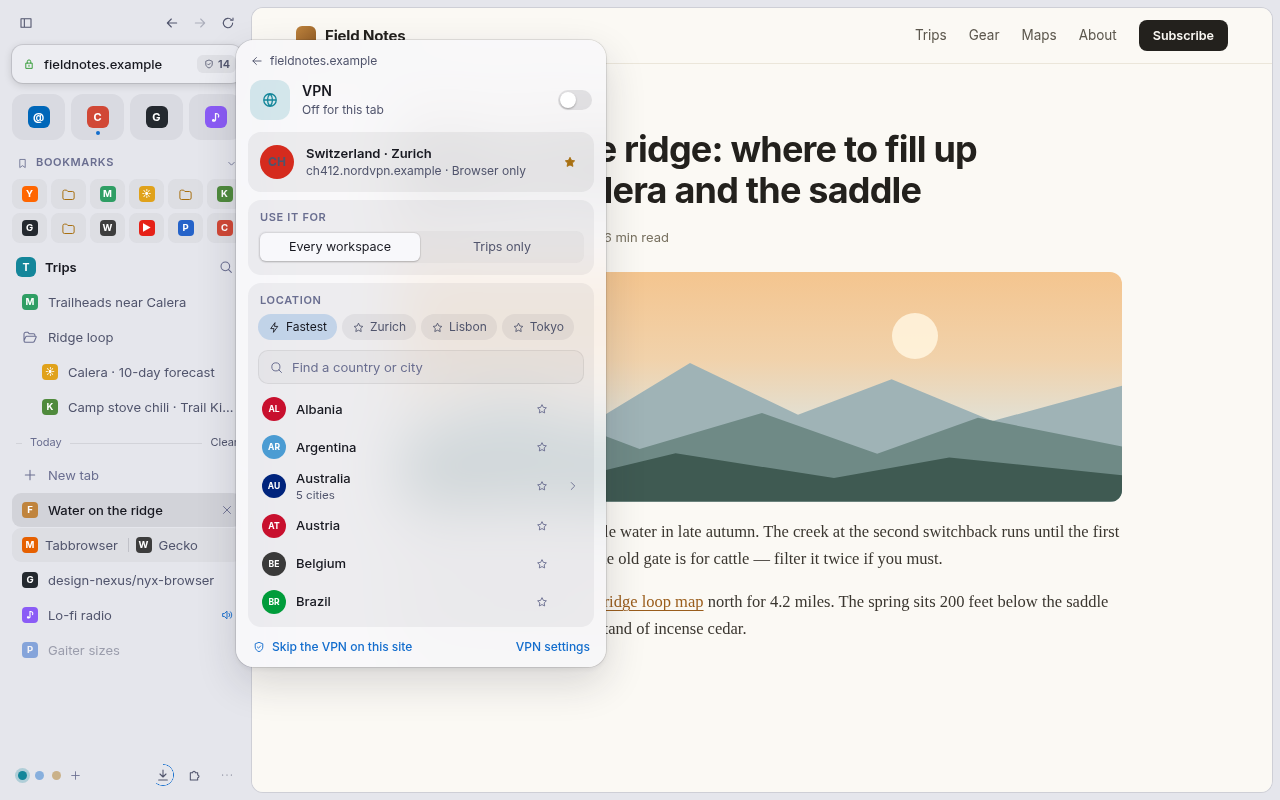 fieldnotes.example
14
@
C
G
BOOKMARKS
Y
M
K
G
W
P
C
T
Trips
M
Trailheads near Calera
Ridge loop
Calera · 10-day forecast
K
Camp stove chili · Trail Ki...
Today
Clear
New tab
F
Water on the ridge
M
Tabbrowser
W
Gecko
G
design-nexus/nyx-browser
Lo-fi radio
P
Gaiter sizes
fieldnotes.example
VPN
Off for this tab
CH
Switzerland · Zurich
ch412.nordvpn.example · Browser only
USE IT FOR
Every workspace
Trips only
LOCATION
Fastest
Zurich
Lisbon
Tokyo
Find a country or city
AL
Albania
AR
Argentina
AU
Australia
5 cities
AT
Austria
BE
Belgium
BR
Brazil
Skip the VPN on this site
VPN settings
Field Notes
Trips
Gear
Maps
About
Subscribe
ridge: where to fill up
and the saddle
6 min read
water in late autumn. The creek at the second switchback runs until the first
old gate is for cattle — filter it twice if you must.
ridge loop map north for 4.2 miles. The spring sits 200 feet below the saddle
of incense cedar.